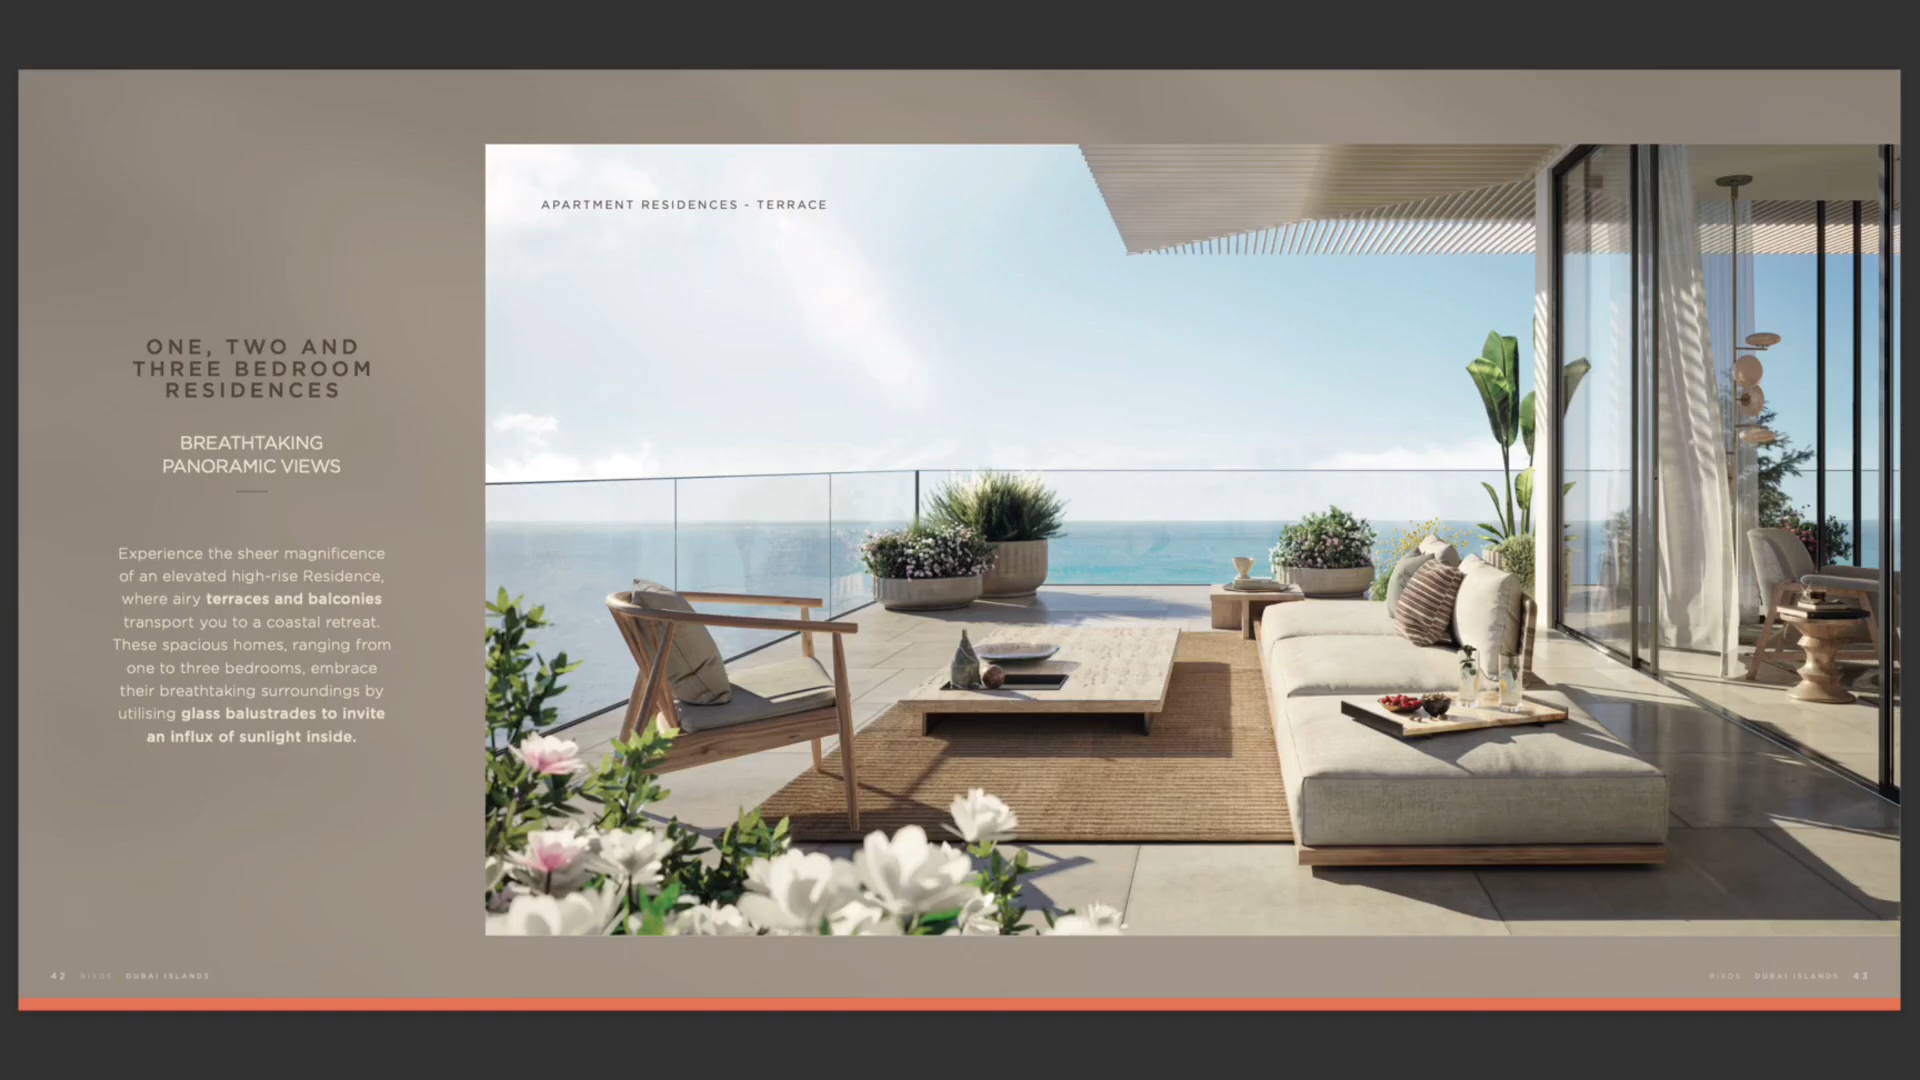 ONE, TWO AND
THREE BEDROOM
RESIDENCES
BREATHTAKING
PANORAMIC VIEWS
Experience the sheer magnificence
of an elevated high-rise Residence,
where airy terraces and balconies
transport you to a coastal retreat.
These spacious homes, ranging from
one to three bedrooms, embrace
their breathtaking surroundings by
utilising glass balustrades to invite
an influx of sunlight inside.
APARTMENT RESIDENCES - TERRACE
42 RIXOS DUBAI ISLANDS
RIXOS DUBAI ISLANDS 43